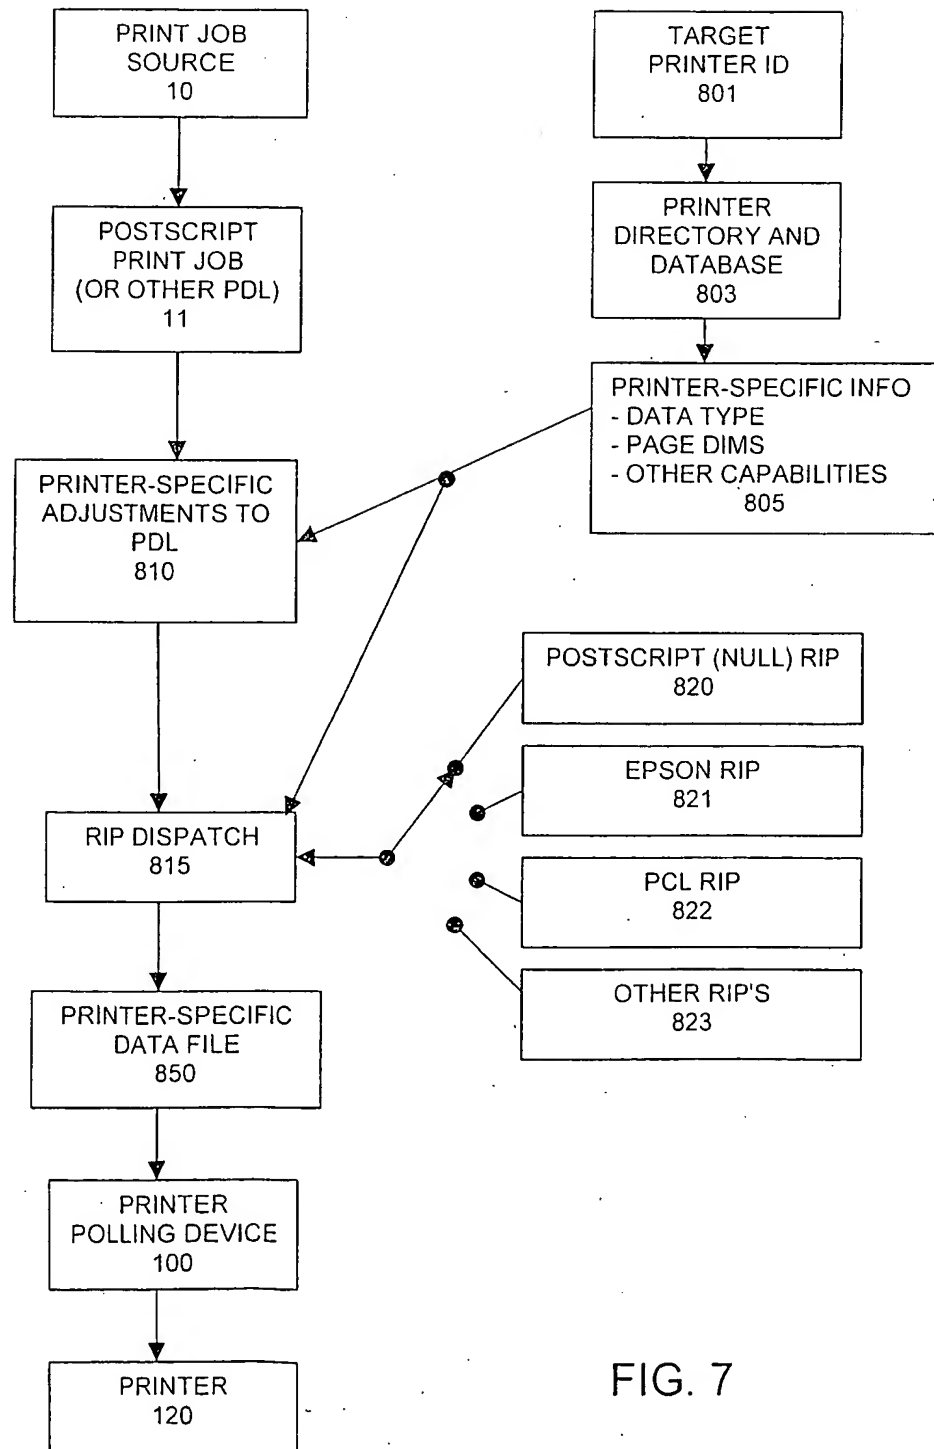 PRINT JOB
SOURCE
10
TARGET
PRINTER ID
801
POSTSCRIPT
PRINT JOB
(OR OTHER PDL)
11
PRINTER
DIRECTORY AND
DATABASE
803
PRINTER-SPECIFIC INFO
- DATA TYPE
- PAGE DIMS
- OTHER CAPABILITIES
805
PRINTER-SPECIFIC
ADJUSTMENTS TO
PDL
810
POSTSCRIPT (NULL) RIP
820
EPSON RIP
821
RIP DISPATCH
815
PCL RIP
822
OTHER RIP'S
823
PRINTER-SPECIFIC
DATA FILE
850
PRINTER
POLLING DEVICE
100
PRINTER
120
FIG. 7